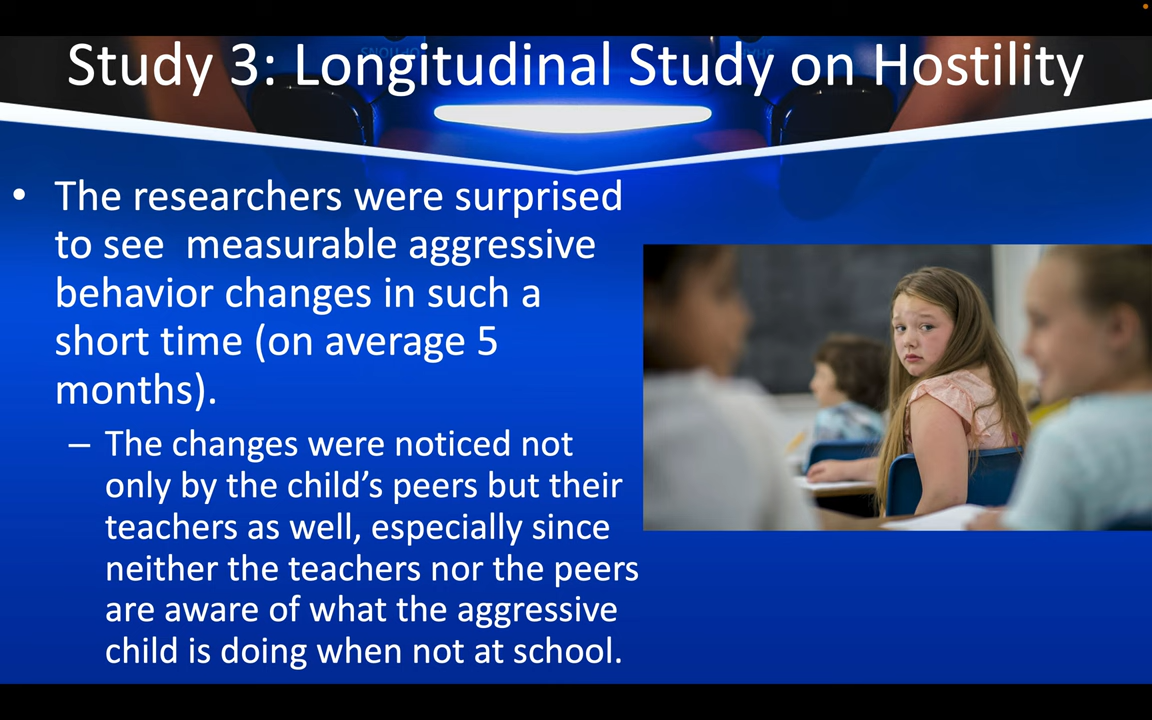 Study 3: Longitudinal Study on Hostility
• The researchers were surprised
to see  measurable aggressive
behavior changes in such a
short time (on average 5
months).
– The changes were noticed not
only by the child’s peers but their
teachers as well, especially since
neither the teachers nor the peers
are aware of what the aggressive
child is doing when not at school.